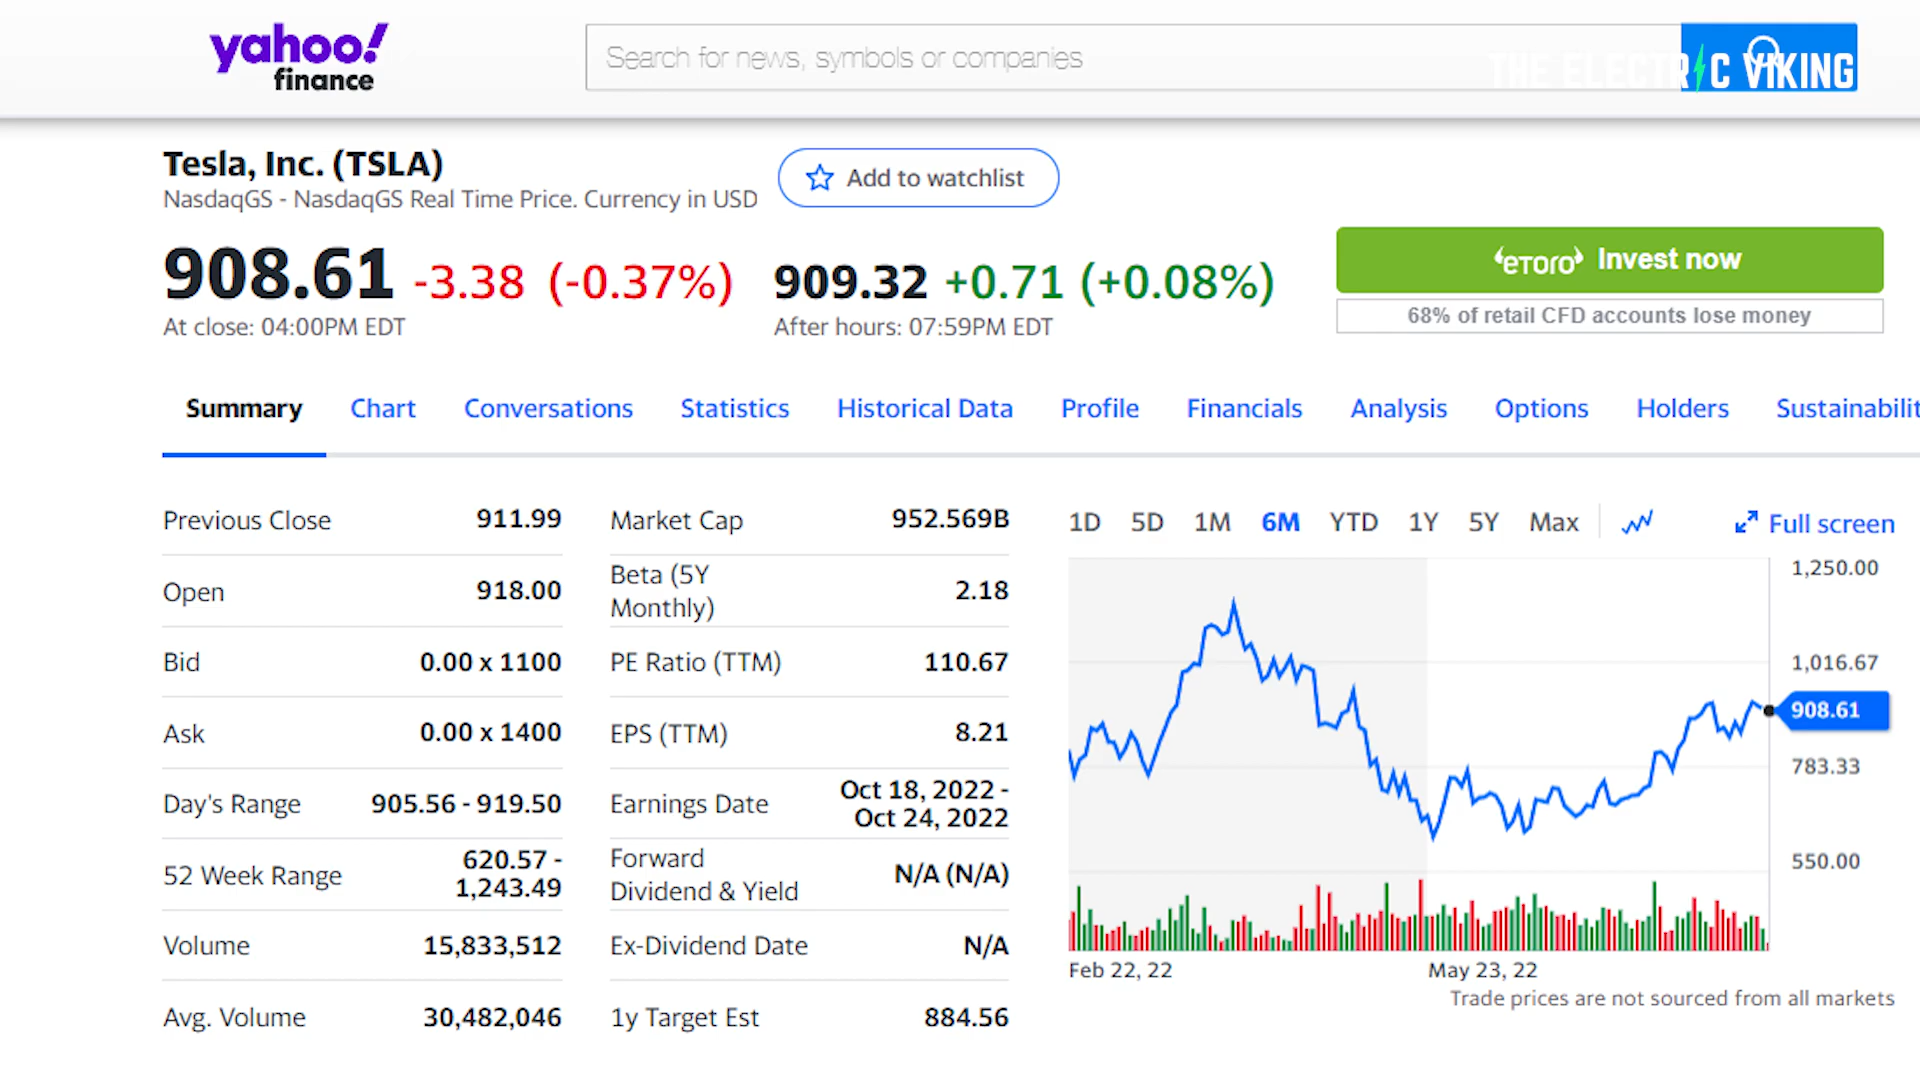 yahoo!
finance
Search for news, symbols or companies
THE ELECTRIC VIKING
Tesla, Inc. (TSLA)
Add to watchlist
NasdaqGS - NasdaqGS Real Time Price. Currency in USD
908.61 -3.38 (-0.37%)
At close: 04:00PM EDT
909.32 +0.71 (+0.08%)
After hours: 07:59PM EDT
eToro Invest now
68% of retail CFD accounts lose money
Summary Chart Conversations Statistics Historical Data Profile Financials Analysis Options Holders Sustainabilit
Previous Close 911.99
Open 918.00
Bid 0.00 x 1100
Ask 0.00 x 1400
Day's Range 905.56 - 919.50
52 Week Range 620.57 -
1,243.49
Volume 15,833,512
Avg. Volume 30,482,046
Market Cap 952.569B
Beta (5Y
Monthly) 2.18
PE Ratio (TTM) 110.67
EPS (TTM) 8.21
Earnings Date Oct 18, 2022 -
Oct 24, 2022
Forward
Dividend & Yield N/A (N/A)
Ex-Dividend Date N/A
1y Target Est 884.56
1D 5D 1M 6M YTD 1Y 5Y Max Full screen
1,250.00
1,016.67
908.61
783.33
550.00
Feb 22, 22 May 23, 22
Trade prices are not sourced from all markets